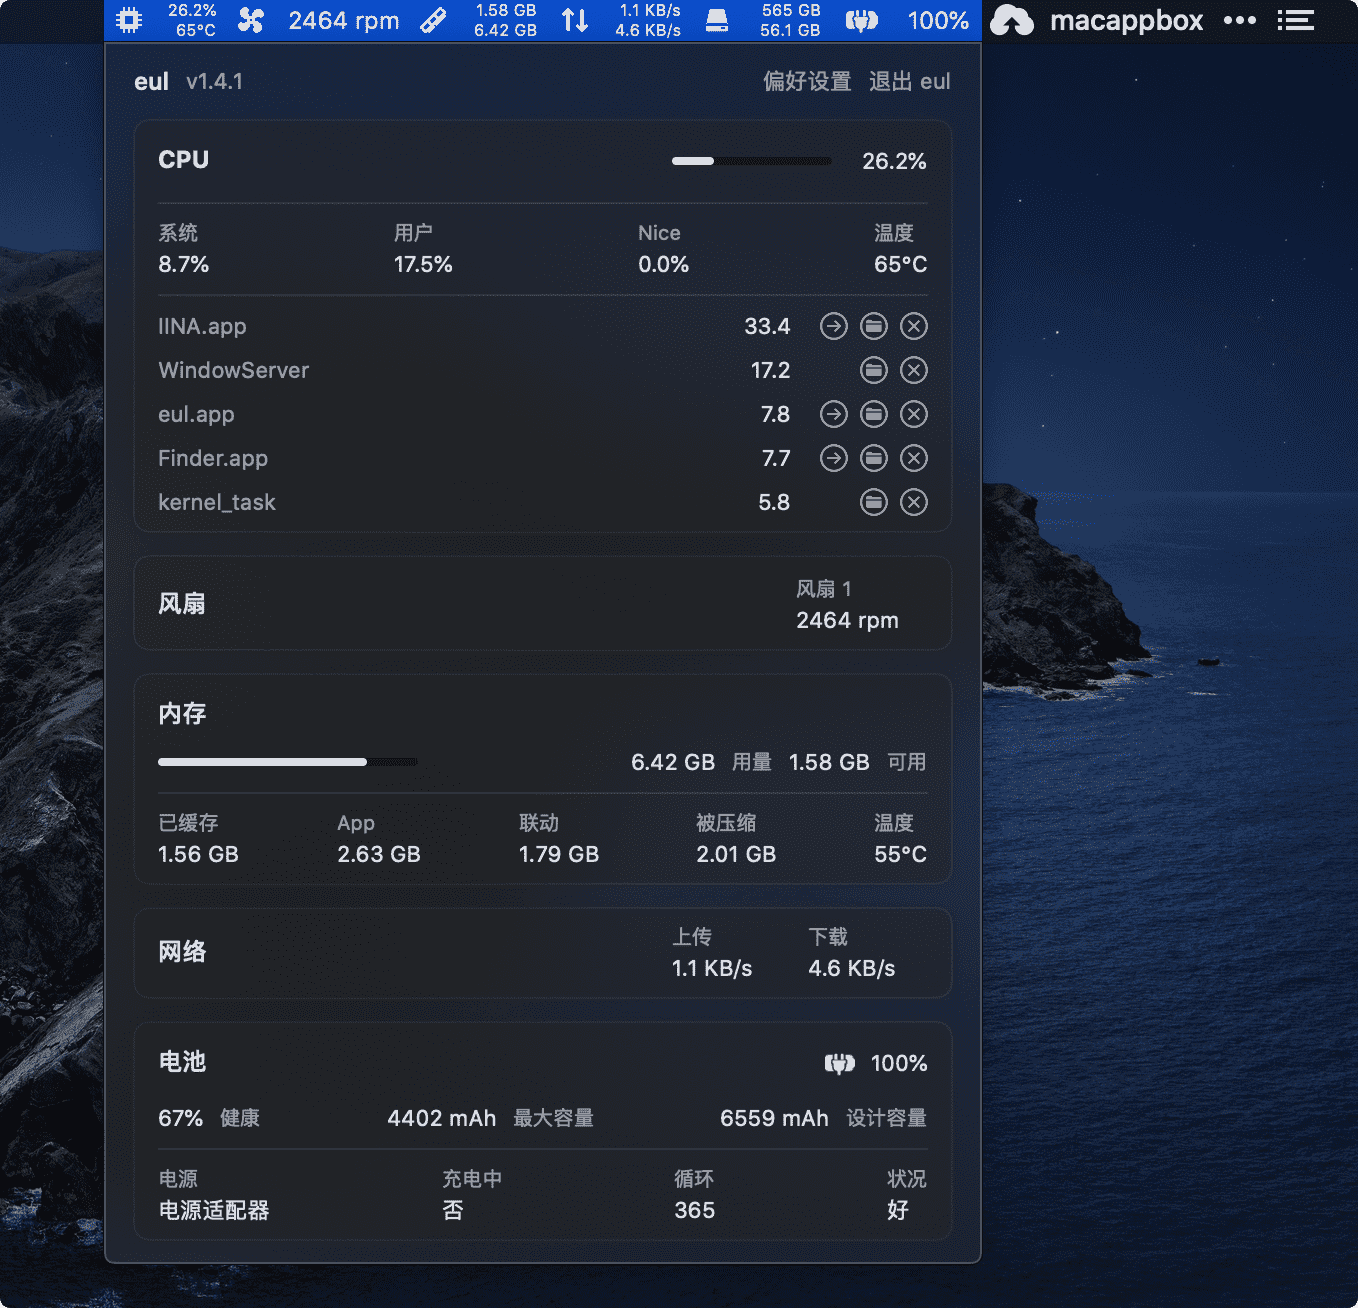 26.2% 65°C 2464 rpm 1.58 GB 6.42 GB 1.1 KB/s 4.6 KB/s 565 GB 56.1 GB 100% macappbox
eul v1.4.1 偏好设置 退出 eul
CPU 26.2%
系统 用户 Nice 温度
8.7% 17.5% 0.0% 65°C
IINA.app 33.4
WindowServer 17.2
eul.app 7.8
Finder.app 7.7
kernel_task 5.8
风扇 1
风扇
2464 rpm
内存
6.42 GB 用量 1.58 GB 可用
已缓存 App 联动 被压缩 温度
1.56 GB 2.63 GB 1.79 GB 2.01 GB 55°C
上传 下载
网络
1.1 KB/s 4.6 KB/s
电池 100%
67% 健康 4402 mAh 最大容量 6559 mAh 设计容量
电源 充电中 循环 状况
电源适配器 否 365 好